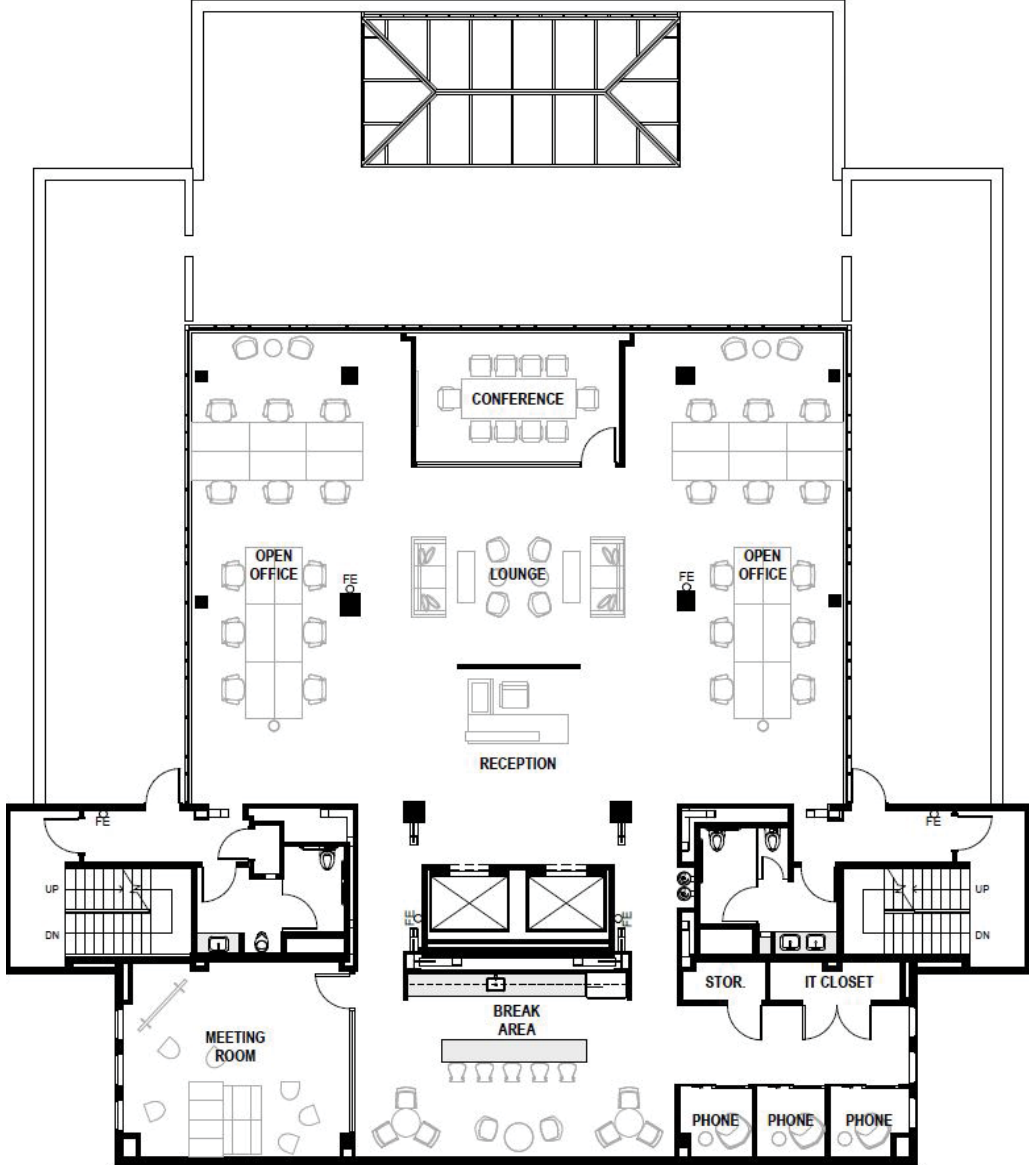 CONFERENCE
OPEN
OFFICE
FE
LOUNGE
FE
OPEN
OFFICE
RECEPTION
FE
FE
UP
DN
FE
FE
UP
DN
STOR.
IT CLOSET
BREAK
AREA
MEETING
ROOM
PHONE
PHONE
PHONE